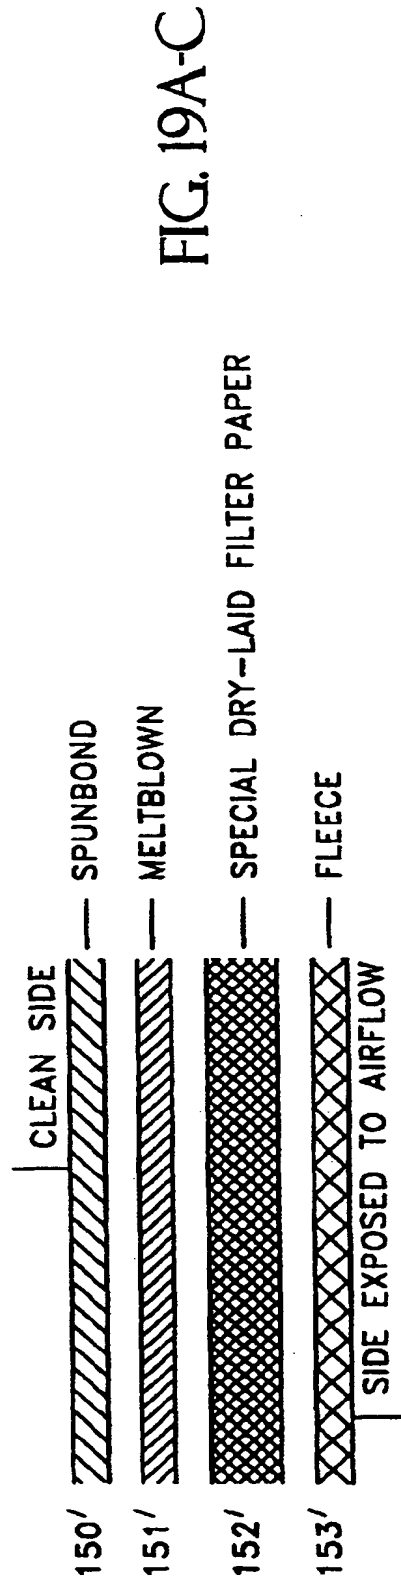 FIG. 19A-C
CLEAN SIDE
150' SPUNBOND
151' MELTBLOWN
152' SPECIAL DRY-LAID FILTER PAPER
153' FLEECE
SIDE EXPOSED TO AIRFLOW